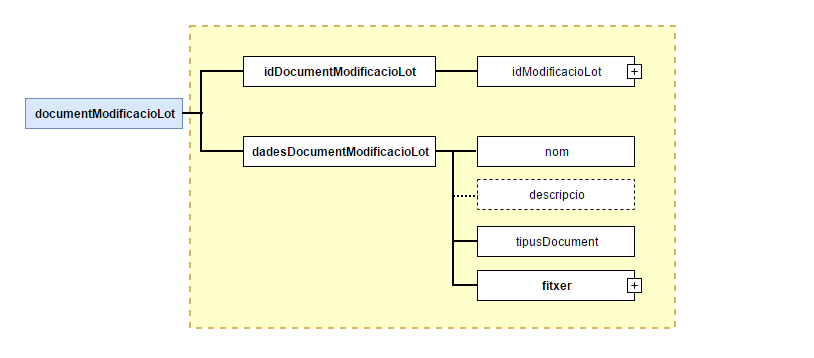 documentModificacioLot
idDocumentModificacioLot
idModificacioLot
+
dadesDocumentModificacioLot
nom
descripcio
tipusDocument
fitxer
+